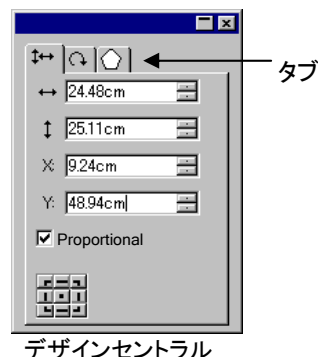 タブ
24.48cm
25.11cm
X: 9.24cm
Y: 48.94cm
Proportional
デザインセントラル